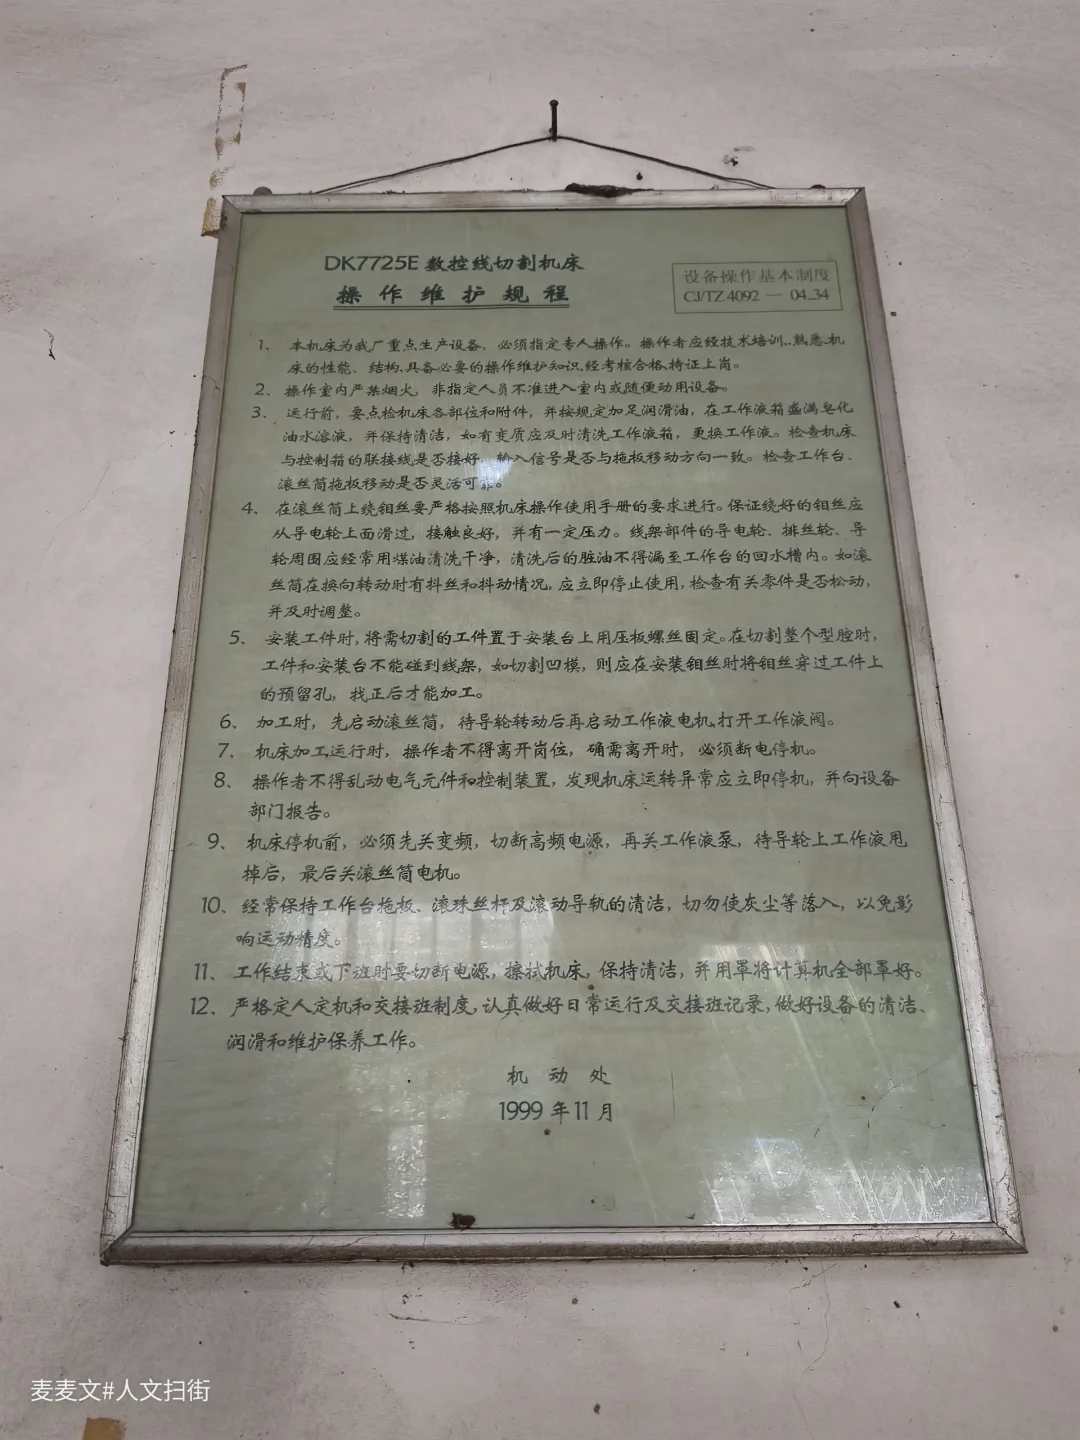 DK7725E 数控线切割机床
操作维护规程
设备操作基本制度
CJ/TZ 4092 — 04.34
1、本机床为我厂重点生产设备，必须指定专人操作。操作者应经技术培训、熟悉机
床的性能、结构、具备必要的操作维护知识、经考核合格、持证上岗。
2、操作室内严禁烟火，非指定人员不准进入室内或随便动用设备。
3、运行前，要点检机床各部位和附件，并按规定加足润滑油，在工作液箱盛满皂化
油水溶液，并保持清洁，如有变质应及时清洗工作液箱，更换工作液。检查机床
与控制箱的联接线是否接好，输入信号是否与拖板移动方向一致。检查工作台、
滚丝筒拖板移动是否灵活可靠。
4、在滚丝筒上绕钼丝要严格按照机床操作使用手册的要求进行。保证绕好的钼丝应
从导电轮上面滑过，接触良好，并有一定压力。线架部件的导电轮、排丝轮、导
轮周围应经常用煤油清洗干净，清洗后的脏油不得漏至工作台的回水槽内。如滚
丝筒在换向转动时有抖丝和抖动情况，应立即停止使用，检查有关零件是否松动，
并及时调整。
5、安装工件时，将需切割的工件置于安装台上用压板螺丝固定。在切割整个型腔时，
工件和安装台不能碰到线架，如切割凹模，则应在安装钼丝时将钼丝穿过工件上
的预留孔，找正后才能加工。
6、加工时，先启动滚丝筒，待导轮转动后再启动工作液电机，打开工作液阀。
7、机床加工运行时，操作者不得离开岗位，确需离开时，必须断电停机。
8、操作者不得乱动电气元件和控制装置，发现机床运转异常应立即停机，并向设备
部门报告。
9、机床停机前，必须先关变频，切断高频电源，再关工作液泵，待导轮上工作液甩
掉后，最后关滚丝筒电机。
10、经常保持工作台拖板、滚珠丝杆及滚动导轨的清洁，切勿使灰尘等落入，以免影
响运动精度。
11、工作结束或下班时要切断电源，擦拭机床，保持清洁，并用罩将计算机全部罩好。
12、严格定人定机和交接班制度，认真做好日常运行及交接班记录，做好设备的清洁、
润滑和维护保养工作。
机动处
1999 年 11 月
麦麦文#人文扫街